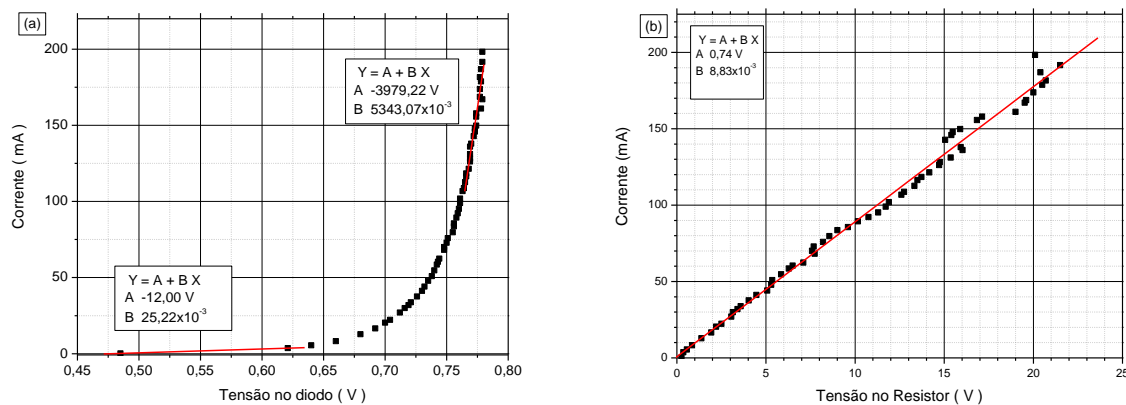 (a)
200
150
100
50
0
Corrente ( mA )
Y = A + B X
A -3979,22 V
B 5343,07x10-3
Y = A + B X
A -12,00 V
B 25,22x10-3
0,45 0,50 0,55 0,60 0,65 0,70 0,75 0,80
Tensão no diodo ( V )
(b)
200
150
100
50
0
Corrente (mA)
Y = A + B X
A 0,74 V
B 8,83x10-3
0 5 10 15 20 25
Tensão no Resistor ( V )